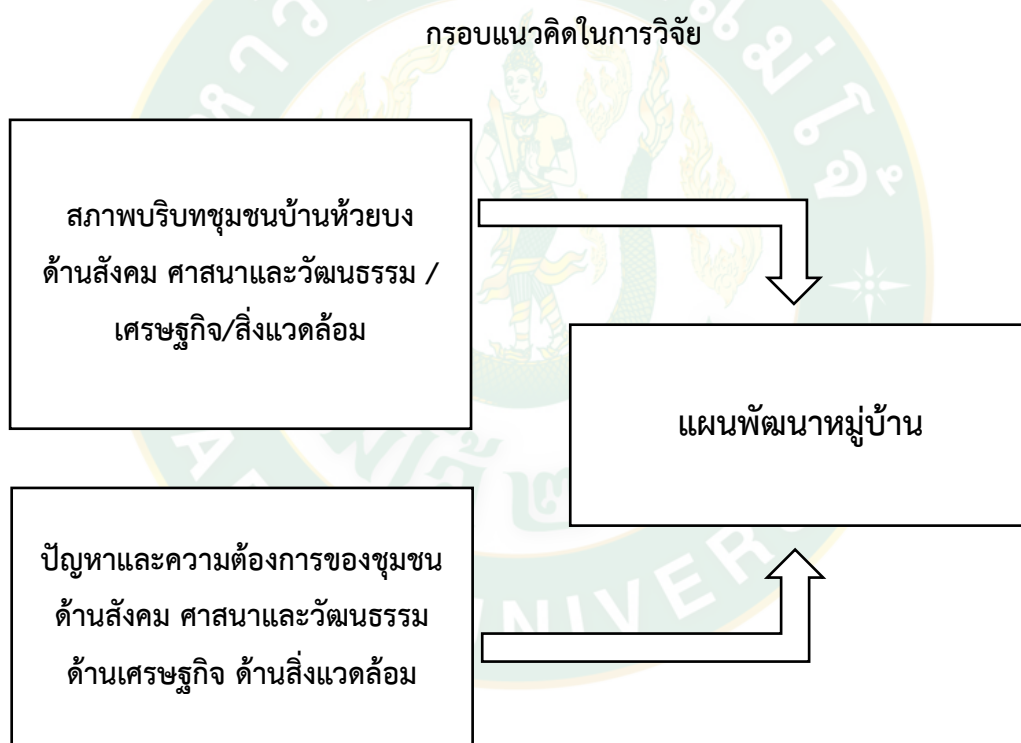 กรอบแนวคิดในการวิจัย
สภาพบริบทชุมชนบ้านห้วยบง
ด้านสังคม ศาสนาและวัฒนธรรม /
เศรษฐกิจ/สิ่งแวดล้อม
แผนพัฒนาหมู่บ้าน
ปัญหาและความต้องการของชุมชน
ด้านสังคม ศาสนาและวัฒนธรรม
ด้านเศรษฐกิจ ด้านสิ่งแวดล้อม